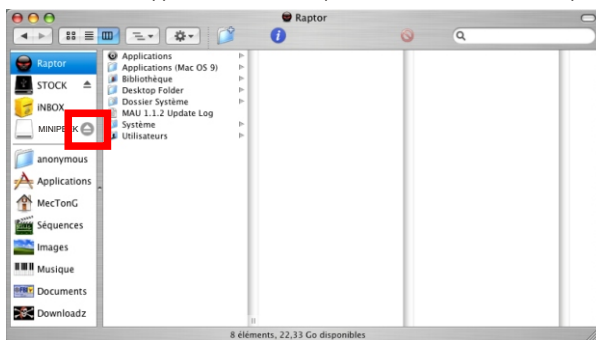 Raptor
Raptor
STOCK
iNBOX
MINIPE K
anonymous
Applications
MecTonG
Séquences
Images
Musique
Documents
Downloadz
Applications
Applications (Mac OS 9)
Bibliothèque
Desktop Folder
Dossier Système
MAU 1.1.2 Update Log
Système
Utilisateurs
8 éléments, 22,33 Go disponibles